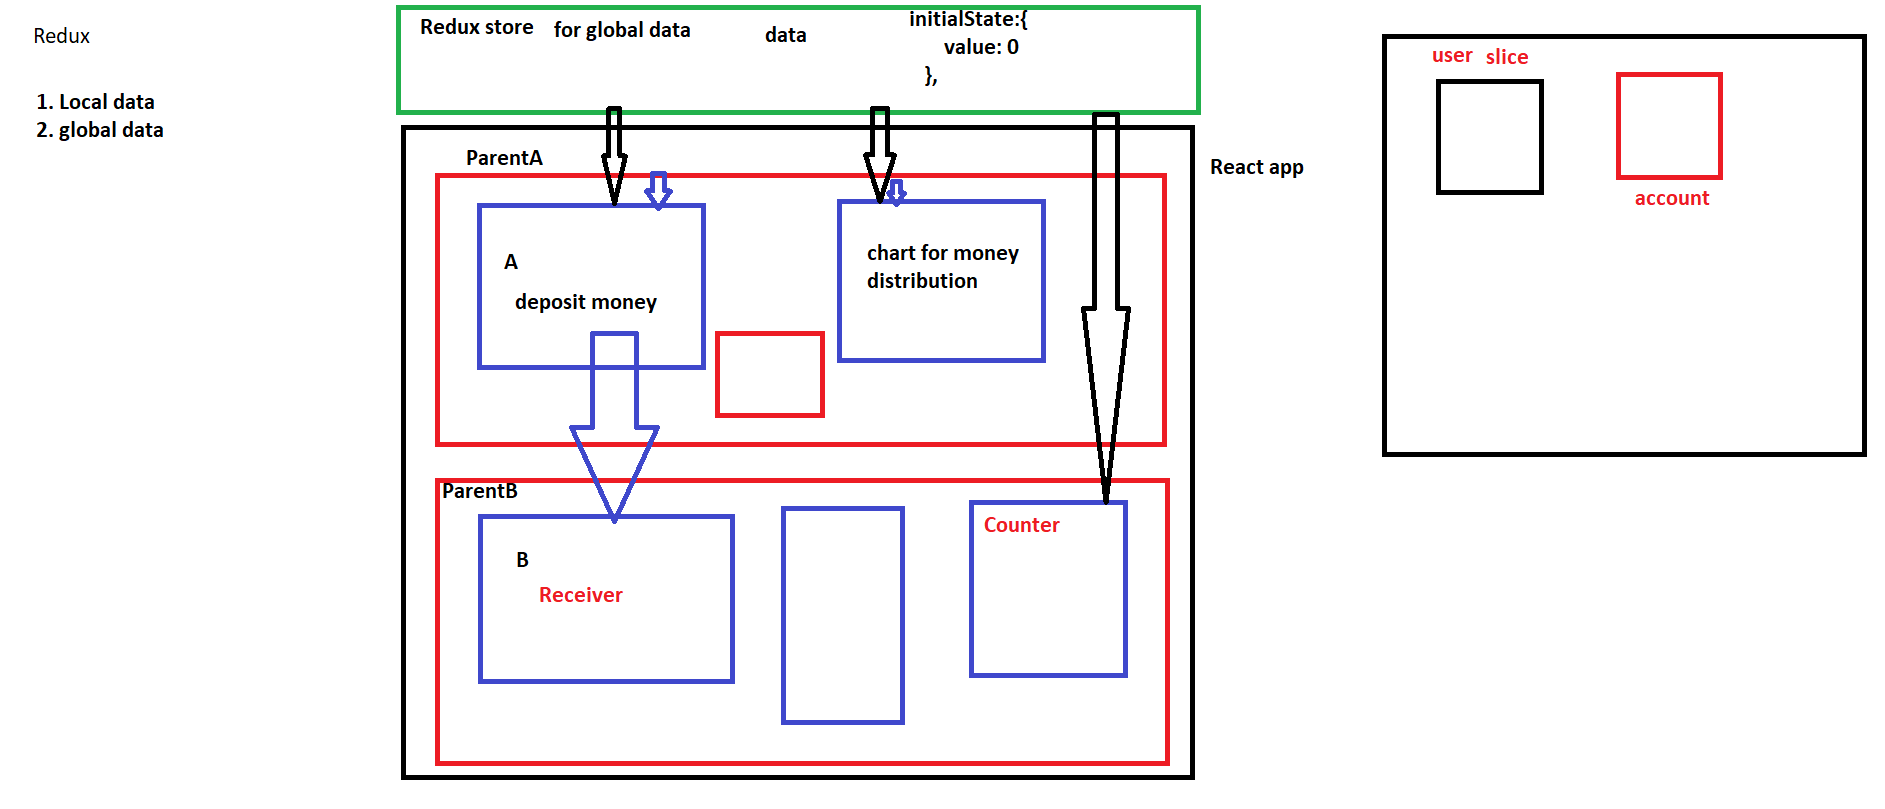 Redux
1. Local data
2. global data
Redux store
for global data
data
initialState:{
value: 0
},
ParentA
React app
A
deposit money
chart for money
distribution
ParentB
B
Receiver
Counter
user
slice
account